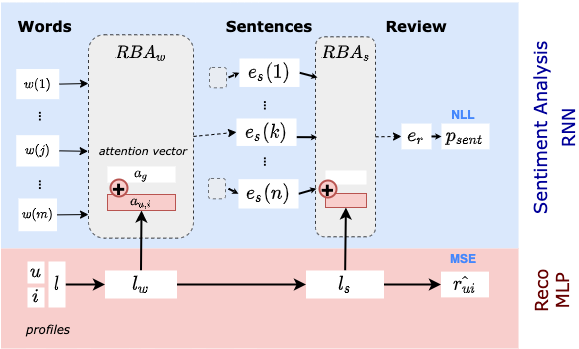 Words Sentences Review
RBA_w RBA_s
w(1) e_s(1)
⋮ ⋮
w(j) e_s(k) e_r p_sent
NLL
attention vector
⋮ ⋮
a_g
+ +
a_{u,i}
w(m) e_s(n)
Sentiment Analysis
RNN
u
i
l l_w l_s r̂_ui
MSE
profiles
Reco
MLP